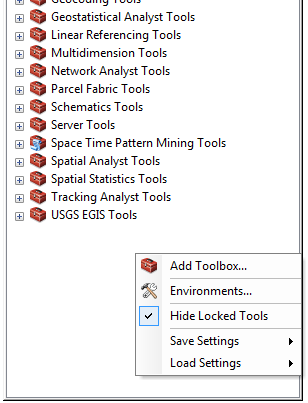 Geocoding Tools
Geostatistical Analyst Tools
Linear Referencing Tools
Multidimension Tools
Network Analyst Tools
Parcel Fabric Tools
Schematics Tools
Server Tools
Space Time Pattern Mining Tools
Spatial Analyst Tools
Spatial Statistics Tools
Tracking Analyst Tools
USGS EGIS Tools
Add Toolbox...
Environments...
Hide Locked Tools
Save Settings
Load Settings